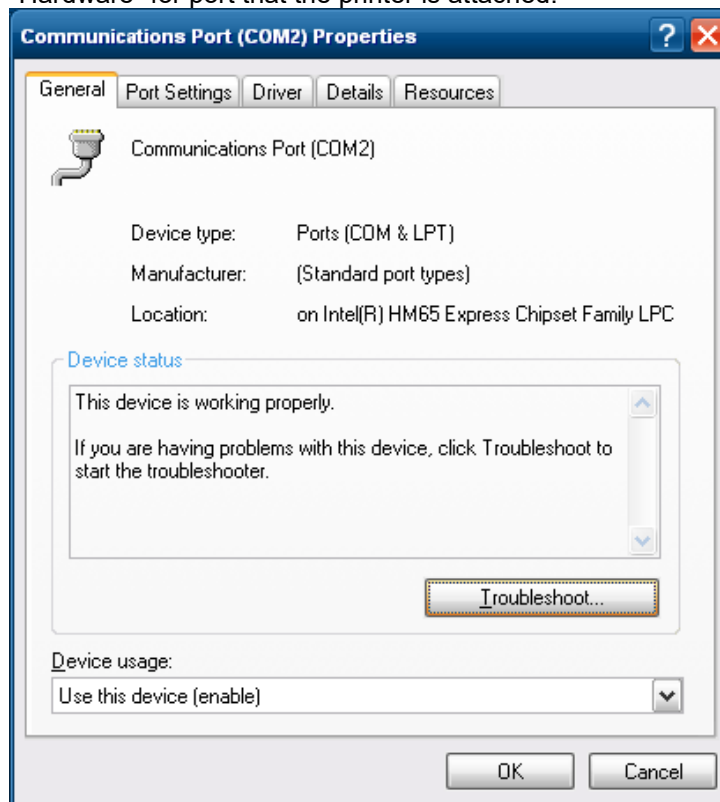 "Hardware" for port that the printer is attached.
Communications Port (COM2) Properties
General Port Settings Driver Details Resources
Communications Port (COM2)
Device type: Ports (COM & LPT)
Manufacturer: (Standard port types)
Location: on Intel(R) HM65 Express Chipset Family LPC
Device status
This device is working properly.
If you are having problems with this device, click Troubleshoot to
start the troubleshooter.
Troubleshoot...
Device usage:
Use this device (enable)
OK Cancel